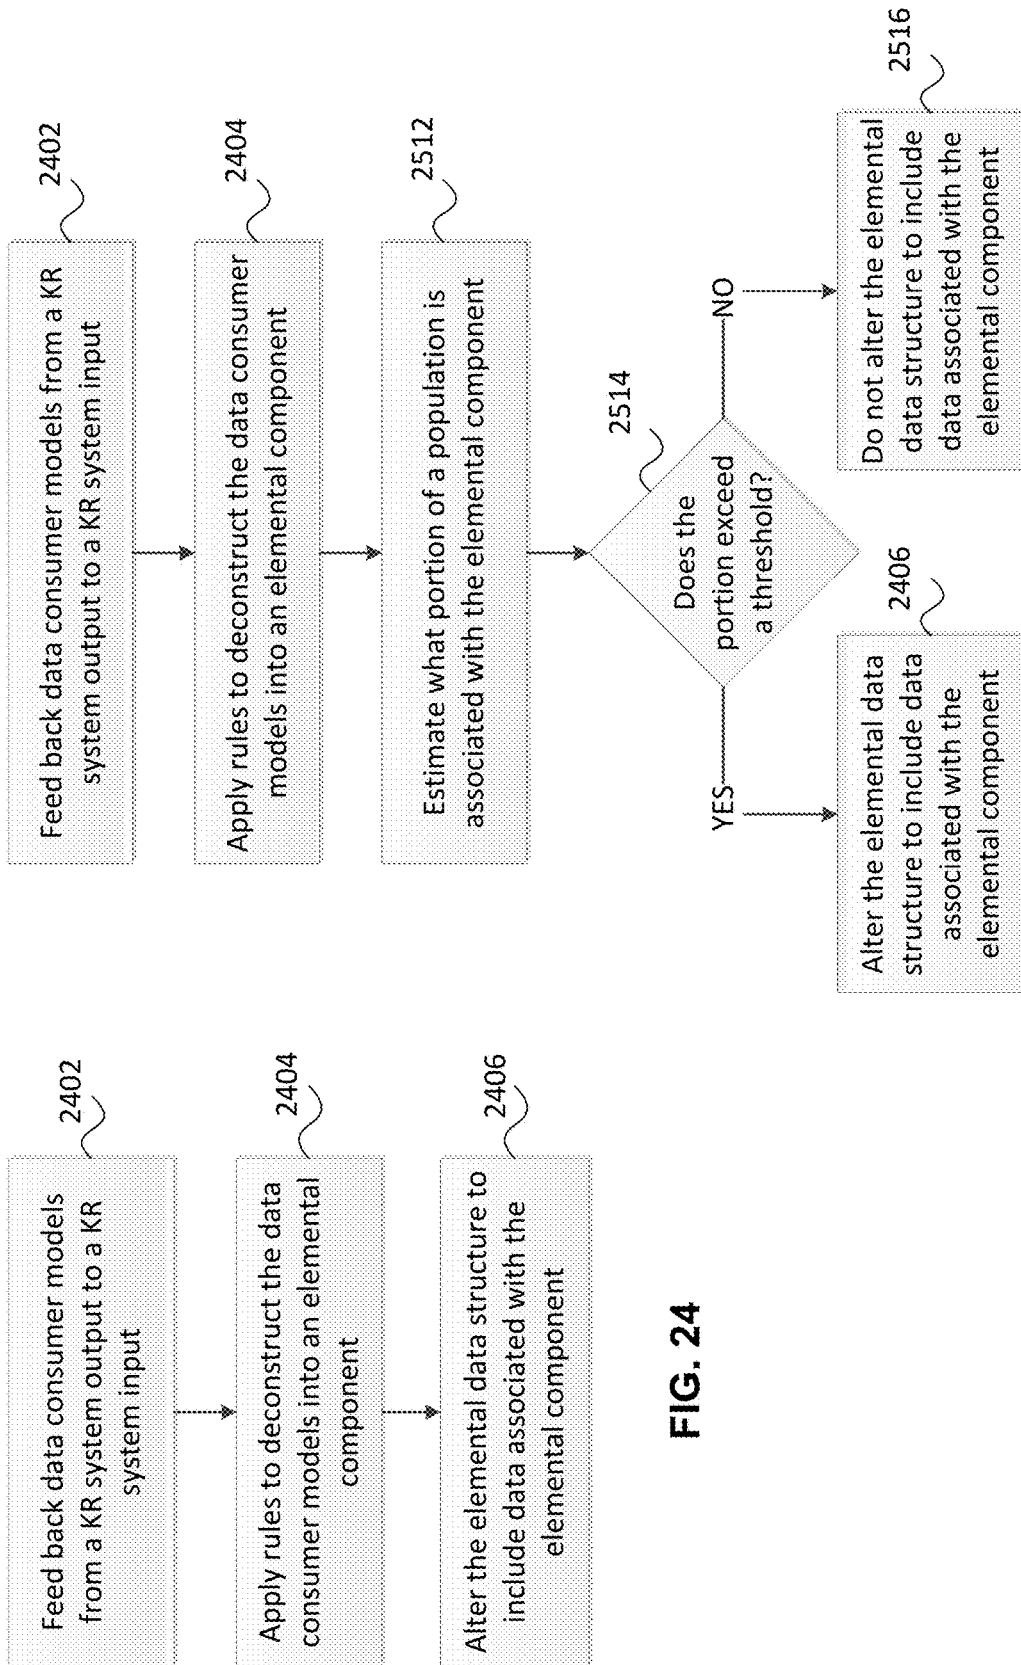 2402
Feed back data consumer models
from a KR system output to a KR
system input
2404
Apply rules to deconstruct the data
consumer models into an elemental
component
2406
Alter the elemental data structure to
include data associated with the
elemental component
FIG. 24
2402
Feed back data consumer models from a KR
system output to a KR system input
2404
Apply rules to deconstruct the data consumer
models into an elemental component
2512
Estimate what portion of a population is
associated with the elemental component
2514
Does the
portion exceed
a threshold?
YES
NO
2406
Alter the elemental data
structure to include data
associated with the
elemental component
2516
Do not alter the elemental
data structure to include
data associated with the
elemental component